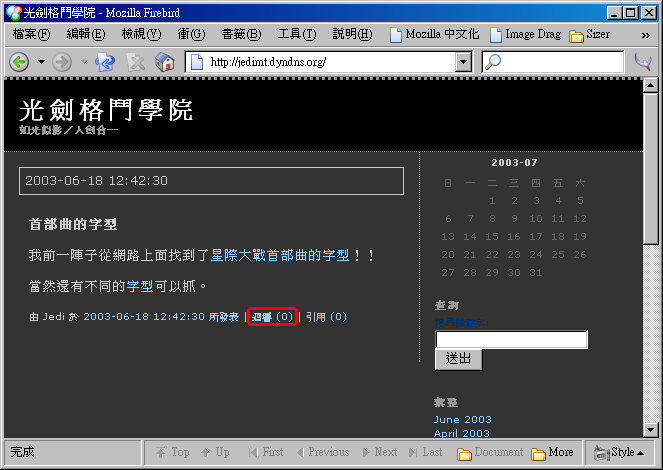 光劍格鬥學院 - Mozilla Firebird
檔案(F) 編輯(E) 檢視(V) 衝(G) 書籤(B) 工具(T) 說明(H) Mozilla 中文化 Image Drag Sizer »
http://jedimt.dyndns.org/
光劍格鬥學院
如光似影／人劍合一
2003-06-18 12:42:30
首部曲的字型
我前一陣子從網路上面找到了星際大戰首部曲的字型！！
當然還有不同的字型可以抓。
由 Jedi 於 2003-06-18 12:42:30 所發表 | 迴響 (0) | 引用 (0)
2003-07
日 一 二 三 四 五 六
1 2 3 4 5
6 7 8 9 10 11 12
13 14 15 16 17 18 19
20 21 22 23 24 25 26
27 28 29 30 31
查詢
送出
彙整
June 2003
April 2003
完成 Top Up First Previous Next Last Document More Style